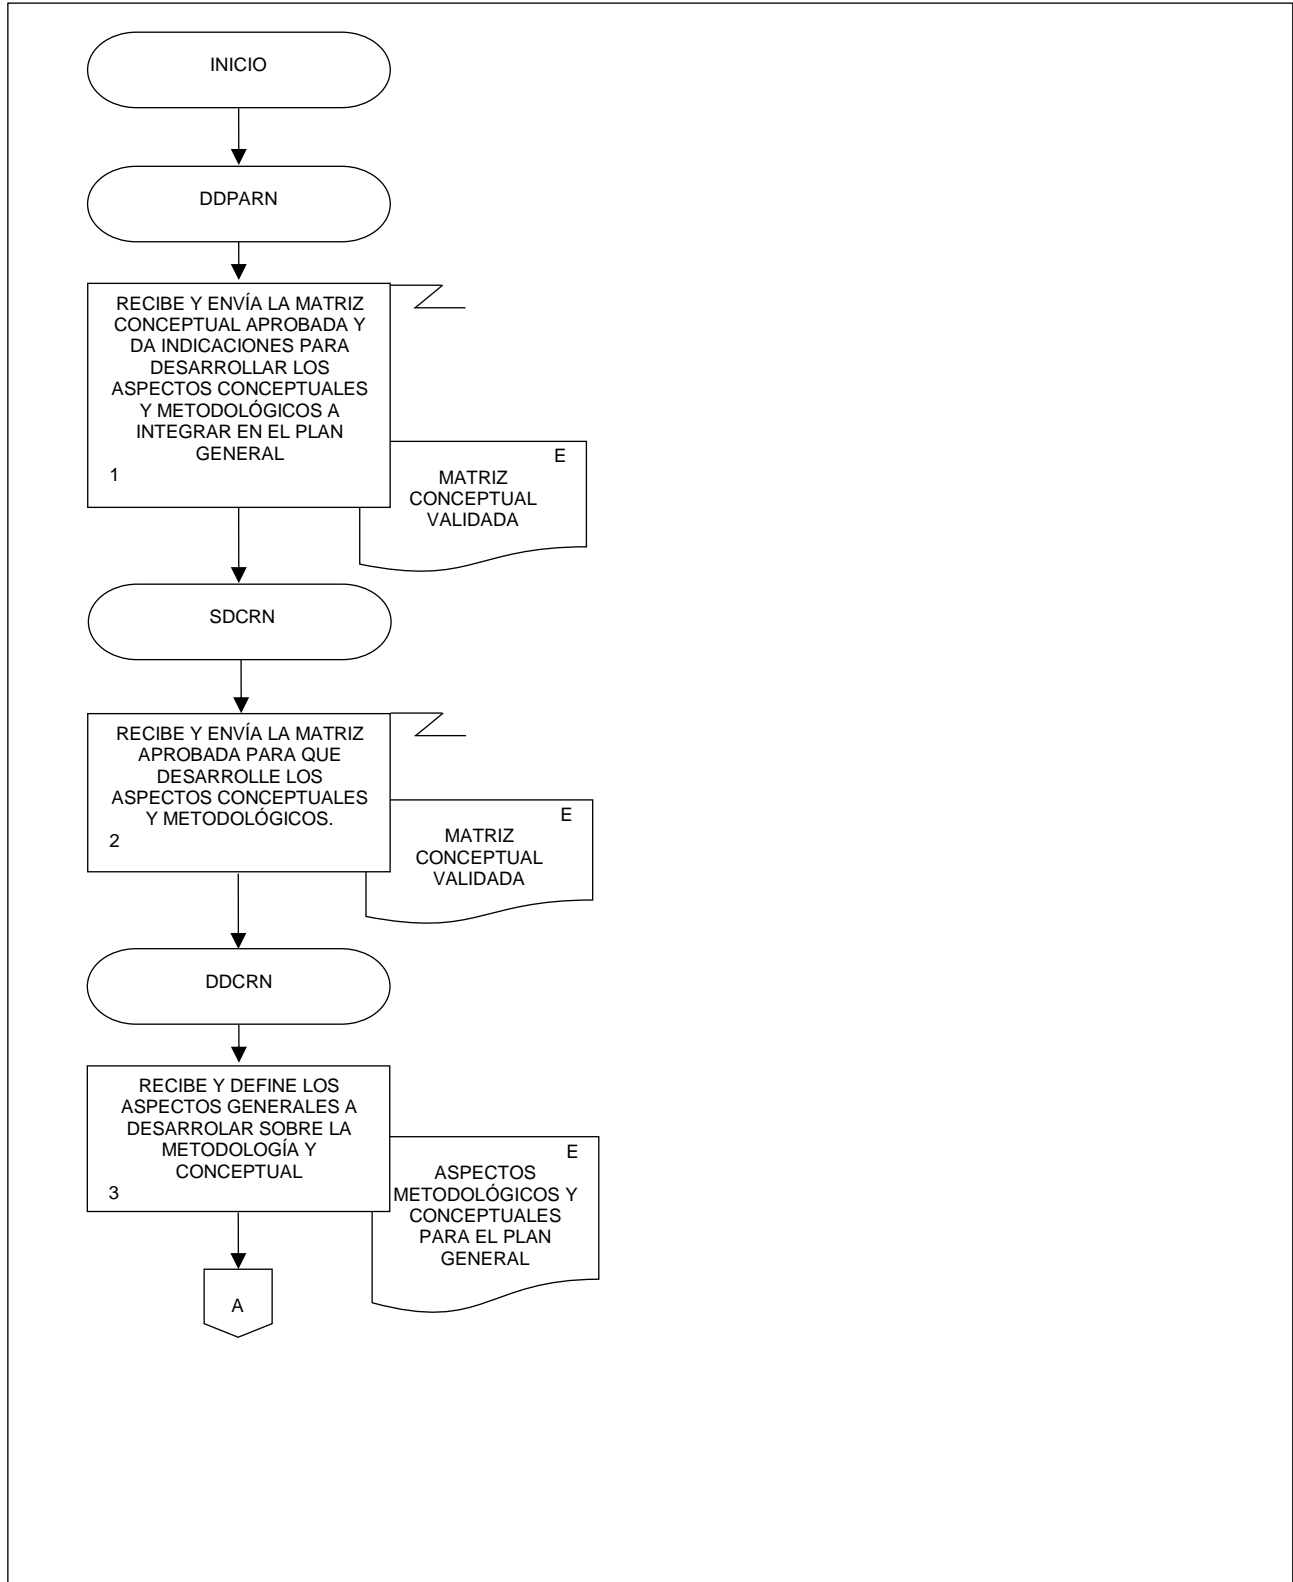 INICIO
DDPARN
RECIBE Y ENVÍA LA MATRIZ
CONCEPTUAL APROBADA Y
DA INDICACIONES PARA
DESARROLLAR LOS
ASPECTOS CONCEPTUALES
Y METODOLÓGICOS A
INTEGRAR EN EL PLAN
GENERAL
1
E
MATRIZ
CONCEPTUAL
VALIDADA
SDCRN
RECIBE Y ENVÍA LA MATRIZ
APROBADA PARA QUE
DESARROLLE LOS
ASPECTOS CONCEPTUALES
Y METODOLÓGICOS.
2
E
MATRIZ
CONCEPTUAL
VALIDADA
DDCRN
RECIBE Y DEFINE LOS
ASPECTOS GENERALES A
DESARROLAR SOBRE LA
METODOLOGÍA Y
CONCEPTUAL
3
E
ASPECTOS
METODOLÓGICOS Y
CONCEPTUALES
PARA EL PLAN
GENERAL
A